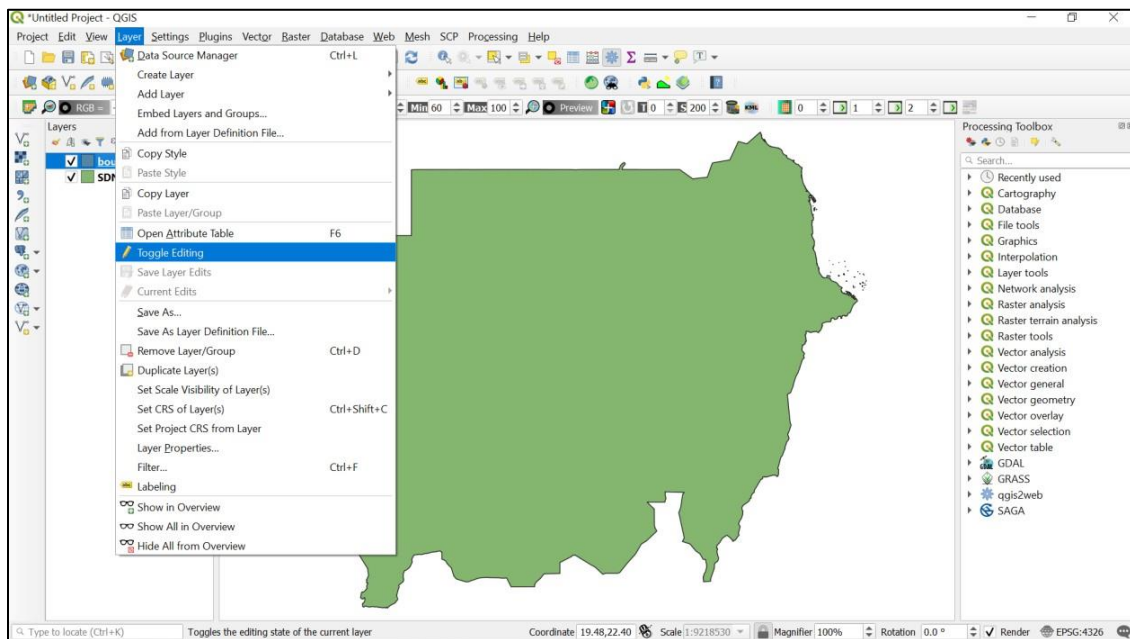 *Untitled Project - QGIS
Project Edit View Layer Settings Plugins Vector Raster Database Web Mesh SCP Processing Help
Data Source Manager Ctrl+L
Create Layer
Add Layer
Embed Layers and Groups...
Add from Layer Definition File...
Copy Style
Paste Style
Copy Layer
Paste Layer/Group
Open Attribute Table F6
Toggle Editing
Save Layer Edits
Current Edits
Save As...
Save As Layer Definition File...
Remove Layer/Group Ctrl+D
Duplicate Layer(s)
Set Scale Visibility of Layer(s)
Set CRS of Layer(s) Ctrl+Shift+C
Set Project CRS from Layer
Layer Properties...
Filter... Ctrl+F
Labeling
Show in Overview
Show All in Overview
Hide All from Overview
RGB =
Min 60 Max 100 Preview T 0 S 200 KML 0 1 2
Layers
bou
SDN
Processing Toolbox
Search...
Recently used
Cartography
Database
File tools
Graphics
Interpolation
Layer tools
Network analysis
Raster analysis
Raster terrain analysis
Raster tools
Vector analysis
Vector creation
Vector general
Vector geometry
Vector overlay
Vector selection
Vector table
GDAL
GRASS
qgis2web
SAGA
Type to locate (Ctrl+K) Toggles the editing state of the current layer Coordinate 19.48,22.40 Scale 1:9218530 Magnifier 100% Rotation 0.0 ° Render EPSG:4326